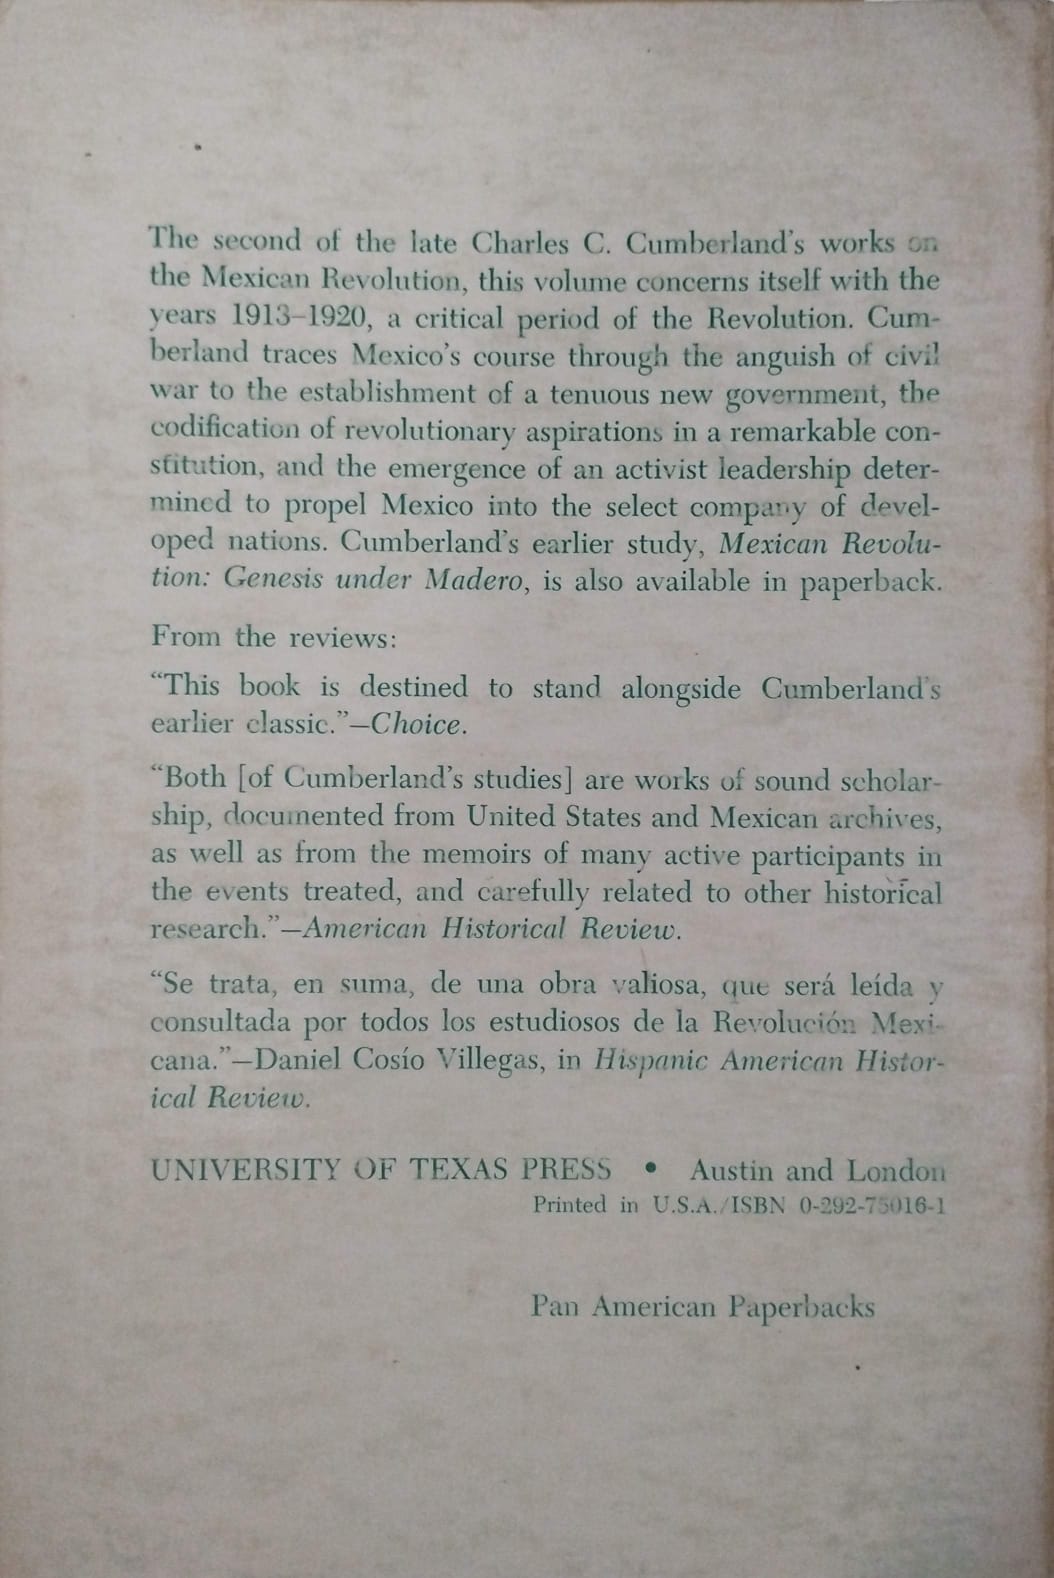 The second of the late Charles C. Cumberland's works on
the Mexican Revolution, this volume concerns itself with the
years 1913–1920, a critical period of the Revolution. Cum-
berland traces Mexico's course through the anguish of civil
war to the establishment of a tenuous new government, the
codification of revolutionary aspirations in a remarkable con-
stitution, and the emergence of an activist leadership deter-
mined to propel Mexico into the select company of devel-
oped nations. Cumberland's earlier study, Mexican Revolu-
tion: Genesis under Madero, is also available in paperback.
From the reviews:
“This book is destined to stand alongside Cumberland's
earlier classic.”—Choice.
“Both [of Cumberland's studies] are works of sound scholar-
ship, documented from United States and Mexican archives,
as well as from the memoirs of many active participants in
the events treated, and carefully related to other historical
research.”—American Historical Review.
“Se trata, en suma, de una obra valiosa, que será leída y
consultada por todos los estudiosos de la Revolución Mexi-
cana.”—Daniel Cosío Villegas, in Hispanic American Histor-
ical Review.
UNIVERSITY OF TEXAS PRESS • Austin and London
Printed in U.S.A./ISBN 0-292-75016-1
Pan American Paperbacks